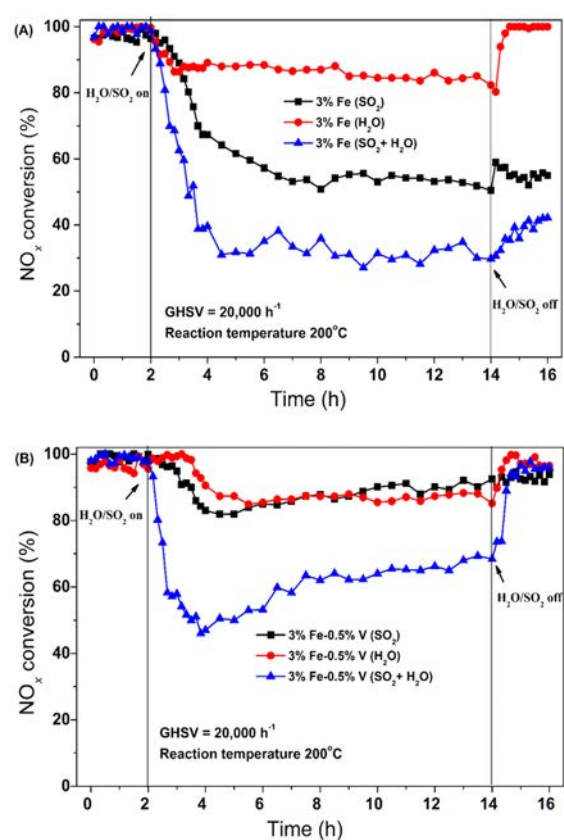 (A)
100
80
60
40
20
0
NOx conversion (%)
H2O/SO2 on
3% Fe (SO2)
3% Fe (H2O)
3% Fe (SO2+ H2O)
GHSV = 20,000 h-1
Reaction temperature 200°C
H2O/SO2 off
0 2 4 6 8 10 12 14 16
Time (h)
(B)
100
80
60
40
20
0
NOx conversion (%)
H2O/SO2 on
H2O/SO2 off
3% Fe-0.5% V (SO2)
3% Fe-0.5% V (H2O)
3% Fe-0.5% V (SO2+ H2O)
GHSV = 20,000 h-1
Reaction temperature 200°C
0 2 4 6 8 10 12 14 16
Time (h)